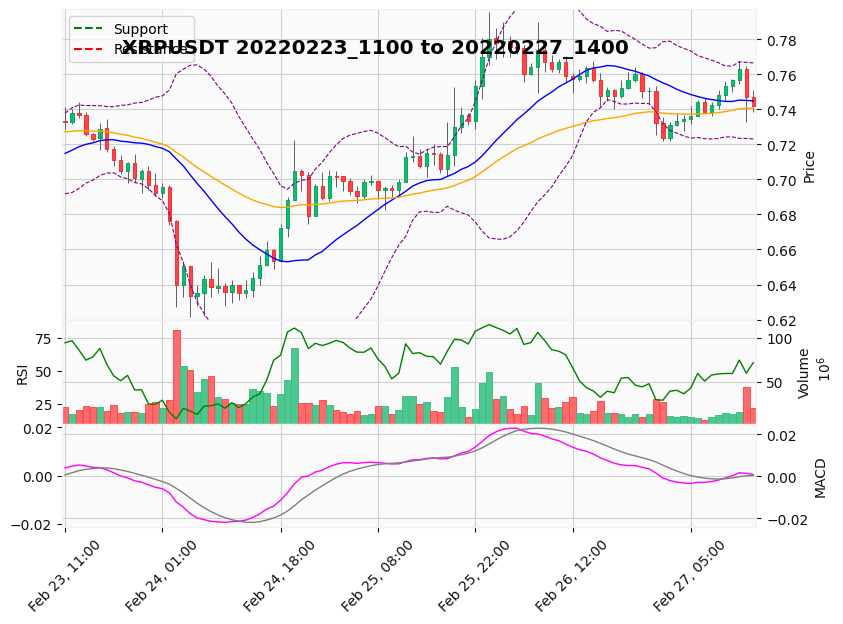 Support
Resistance
XRPUSDT 20220223_1100 to 20220227_1400
0.78
0.76
0.74
0.72
0.70
0.68
0.66
0.64
0.62
Price
75
50
25
RSI
100
50
Volume
10^6
0.02
0.00
−0.02
0.02
0.00
−0.02
MACD
Feb 23, 11:00
Feb 24, 01:00
Feb 24, 18:00
Feb 25, 08:00
Feb 25, 22:00
Feb 26, 12:00
Feb 27, 05:00